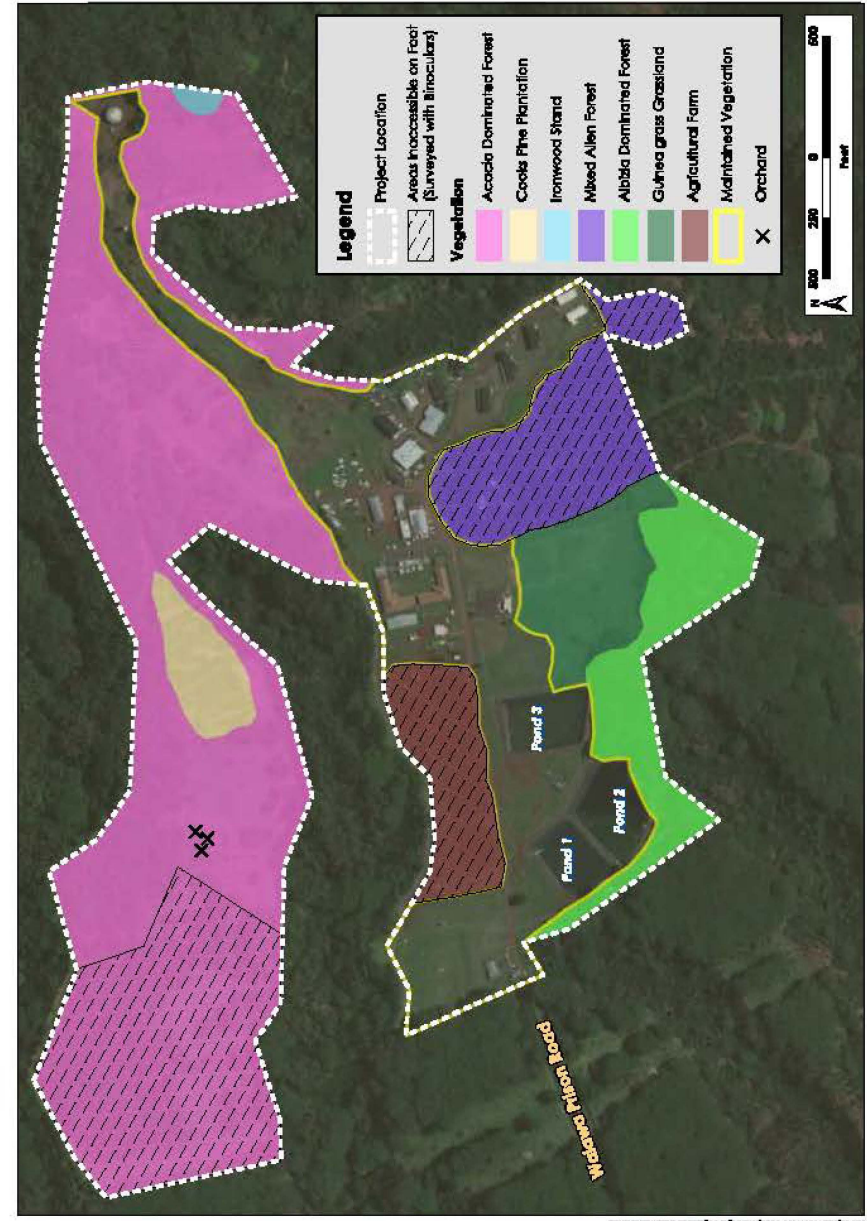 Legend
Project Location
Areas Inaccessible on Foot
(Surveyed with Binoculars)
Vegetation
Acacia Dominated Forest
Cooks Pine Plantation
Ironwood Stand
Mixed Alien Forest
Albizia Dominated Forest
Guinea grass Grassland
Agricultural Farm
Maintained Vegetation
Orchard
N
500
250
0
500
Feet
Pond 1
Pond 2
Pond 3
Waiawa Prison Road